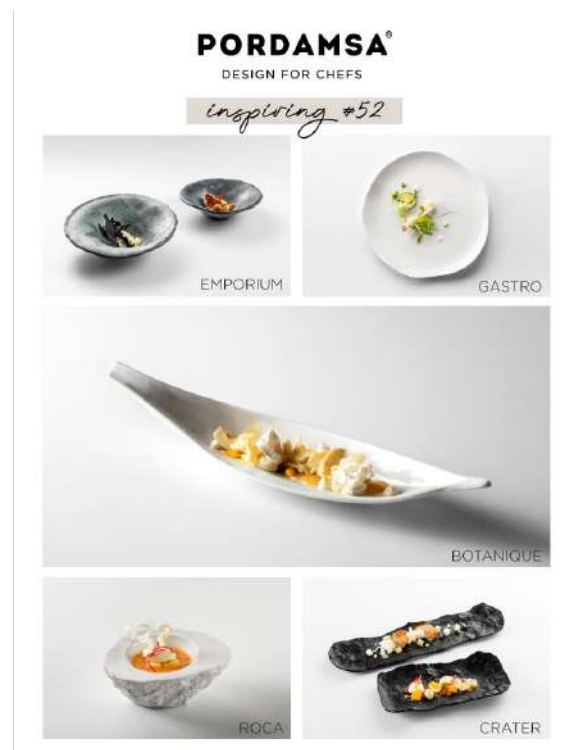 PORDAMSA®
DESIGN FOR CHEFS
inspiring #52
EMPORIUM
GASTRO
BOTANIQUE
ROCA
CRATER